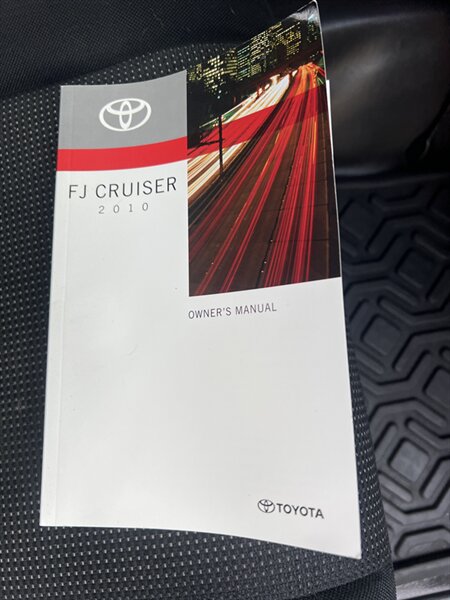 FJ CRUISER
2010
OWNER'S MANUAL
TOYOTA